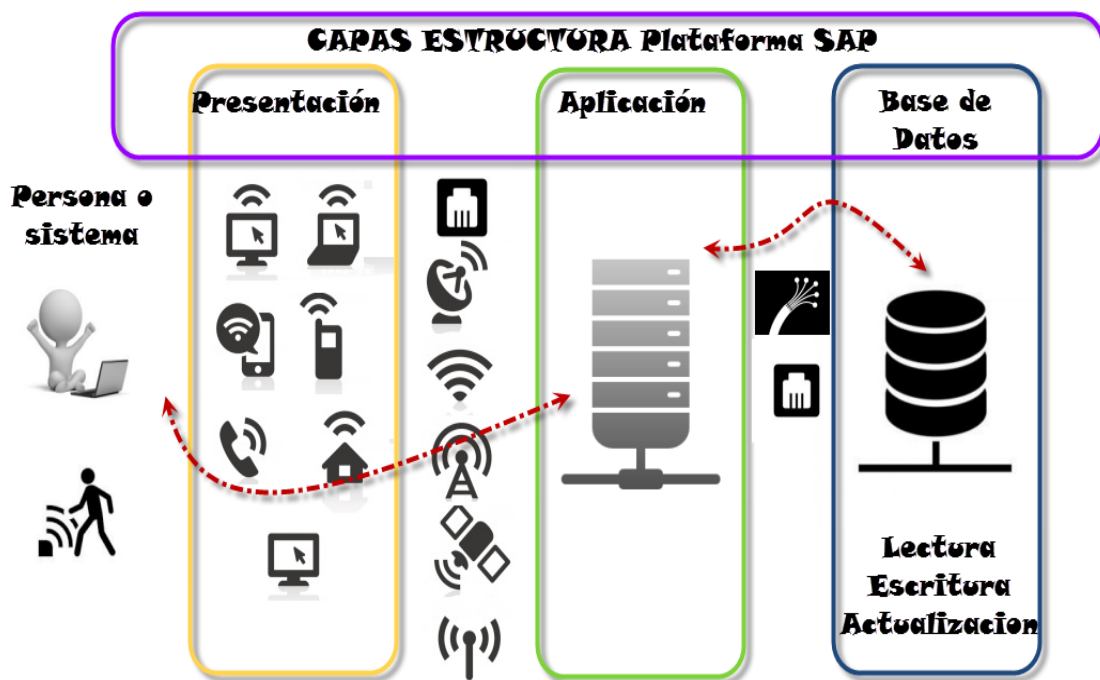 CAPAS ESTRUCTURA Plataforma SAP
Presentación
Aplicación
Base de
Datos
Persona o
sistema
Lectura
Escritura
Actualizacion